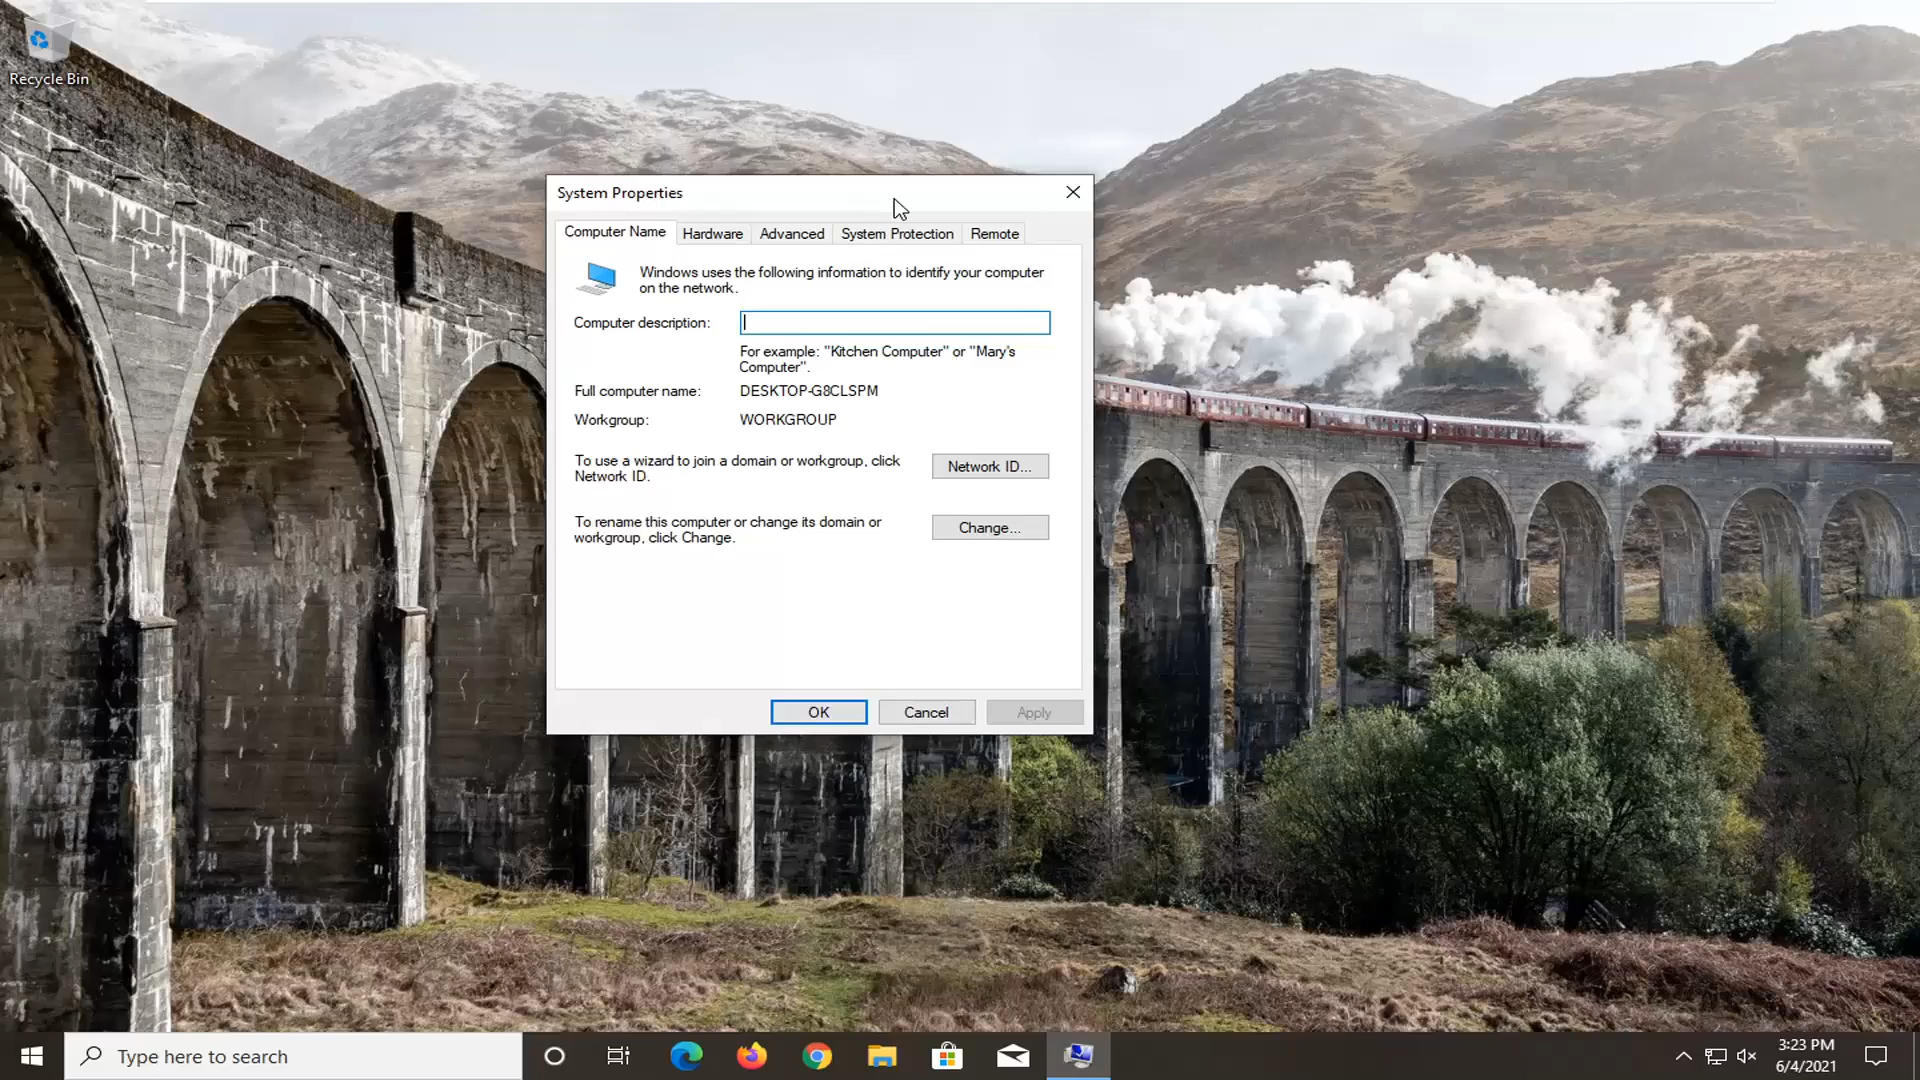 Recycle Bin
System Properties
Computer Name
Hardware
Advanced
System Protection
Remote
Windows uses the following information to identify your computer
on the network.
Computer description:
For example: "Kitchen Computer" or "Mary's
Computer".
Full computer name:
DESKTOP-G8CLSPM
Workgroup:
WORKGROUP
To use a wizard to join a domain or workgroup, click
Network ID.
Network ID...
To rename this computer or change its domain or
workgroup, click Change.
Change...
OK
Cancel
Apply
Type here to search
3:23 PM
6/4/2021